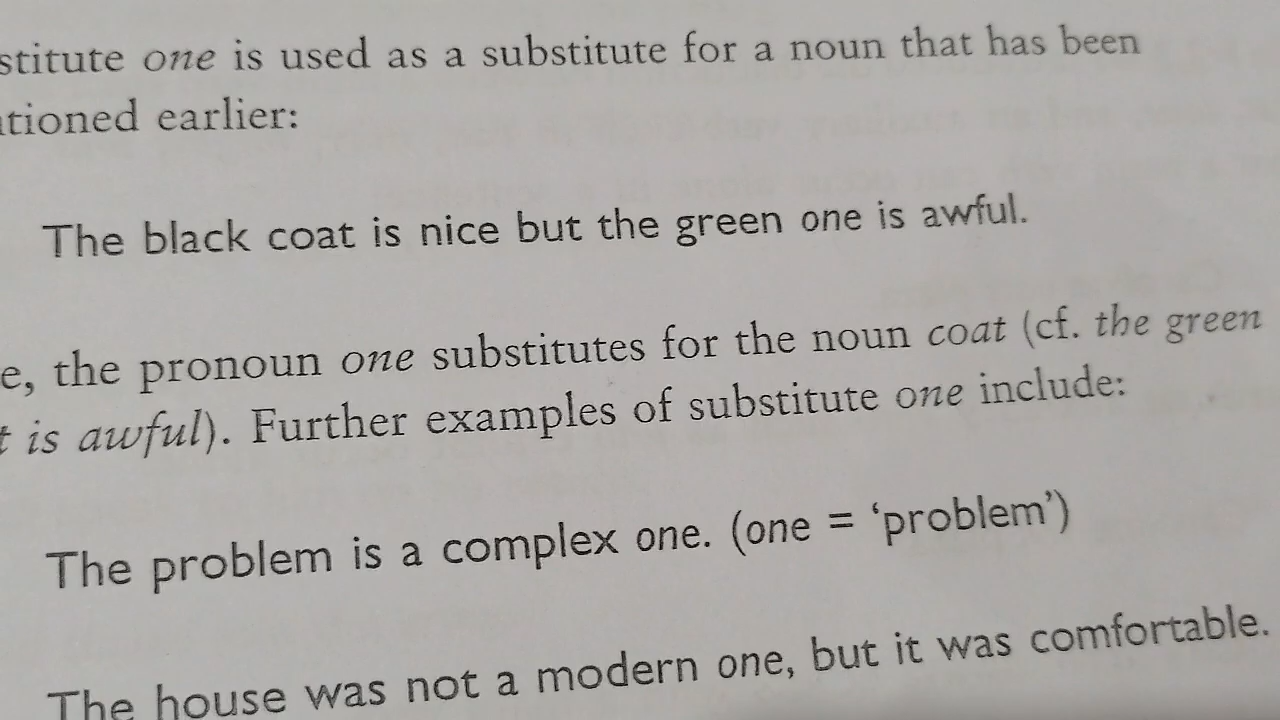 stitute one is used as a substitute for a noun that has been
tioned earlier:
The black coat is nice but the green one is awful.
e, the pronoun one substitutes for the noun coat (cf. the green
t is awful). Further examples of substitute one include:
The problem is a complex one. (one = ‘problem’)
The house was not a modern one, but it was comfortable.